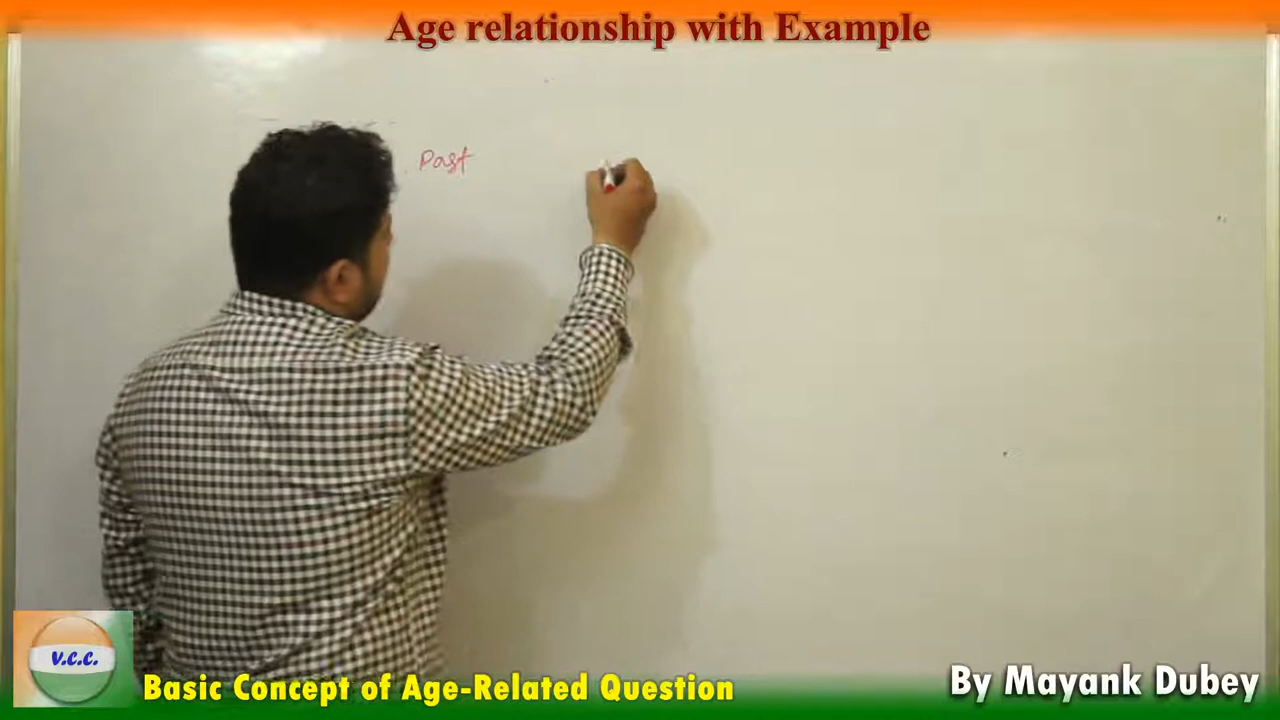 Age relationship with Example
Past
V.C.C.
Basic Concept of Age-Related Question
By Mayank Dubey